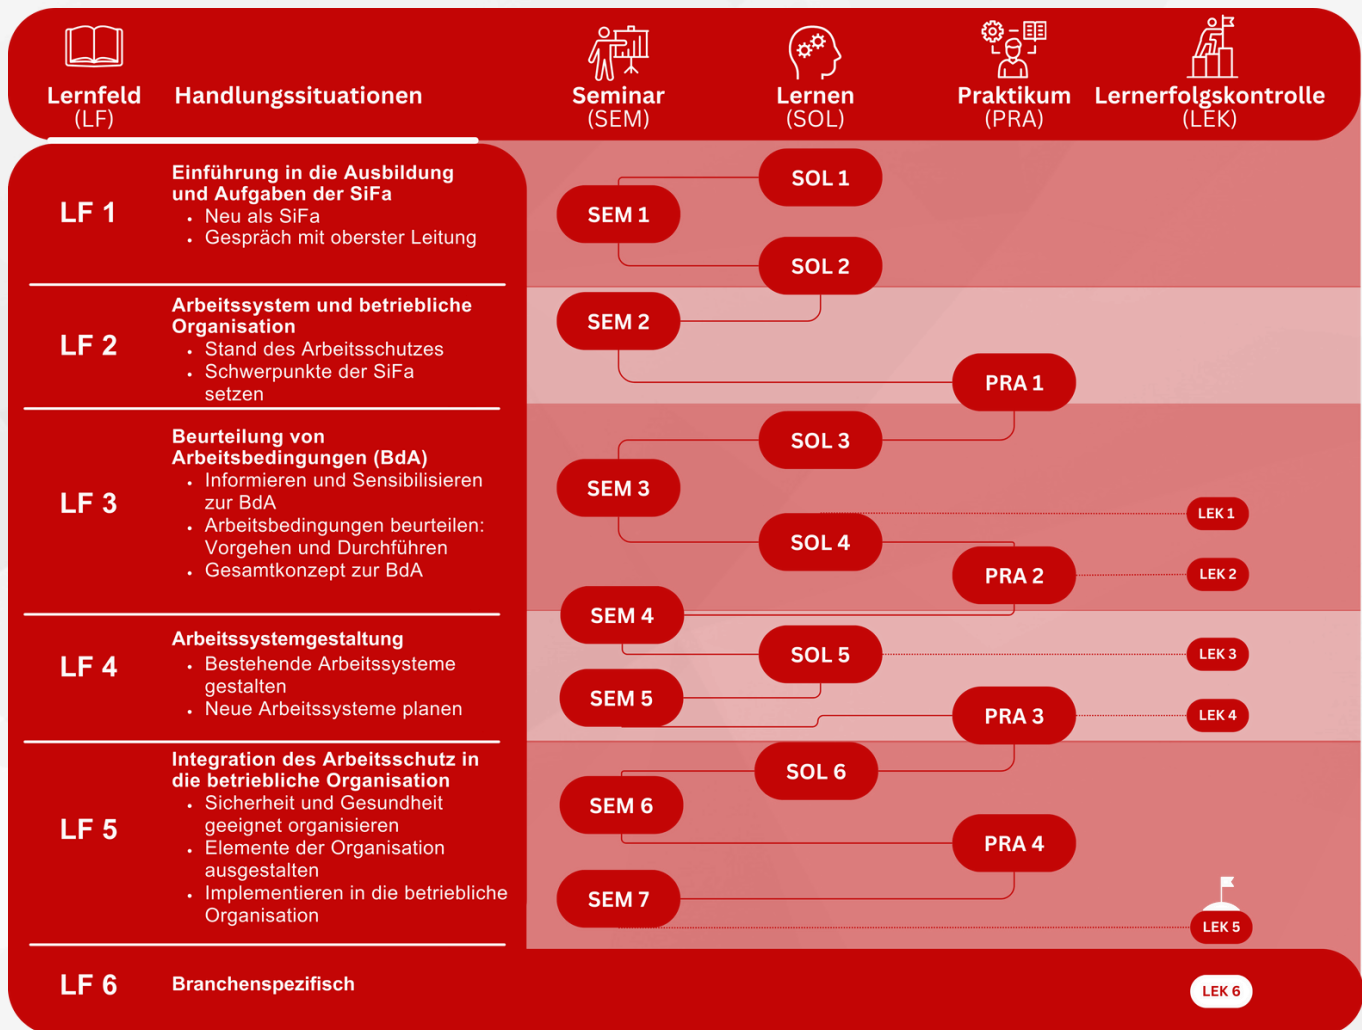 Lernfeld
(LF)
Handlungssituationen
Seminar
(SEM)
Lernen
(SOL)
Praktikum
(PRA)
Lernerfolgskontrolle
(LEK)
LF 1
Einführung in die Ausbildung
und Aufgaben der SiFa
• Neu als SiFa
• Gespräch mit oberster Leitung
SEM 1
SOL 1
SOL 2
LF 2
Arbeitssystem und betriebliche
Organisation
• Stand des Arbeitsschutzes
• Schwerpunkte der SiFa
setzen
SEM 2
PRA 1
LF 3
Beurteilung von
Arbeitsbedingungen (BdA)
• Informieren und Sensibilisieren
zur BdA
• Arbeitsbedingungen beurteilen:
Vorgehen und Durchführen
• Gesamtkonzept zur BdA
SOL 3
SEM 3
SOL 4
LEK 1
PRA 2
LEK 2
SEM 4
LF 4
Arbeitssystemgestaltung
• Bestehende Arbeitssysteme
gestalten
• Neue Arbeitssysteme planen
SOL 5
LEK 3
SEM 5
PRA 3
LEK 4
LF 5
Integration des Arbeitsschutz in
die betriebliche Organisation
• Sicherheit und Gesundheit
geeignet organisieren
• Elemente der Organisation
ausgestalten
• Implementieren in die betriebliche
Organisation
SOL 6
SEM 6
PRA 4
SEM 7
LEK 5
LF 6
Branchenspezifisch
LEK 6